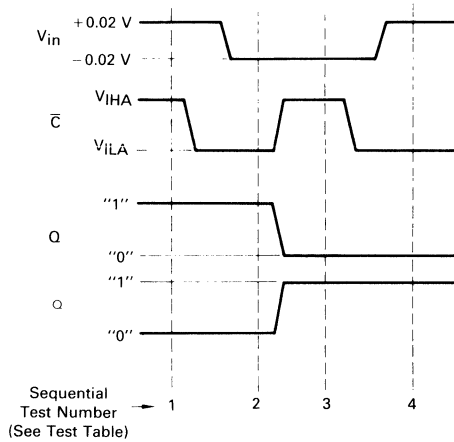 +0.02 V
Vin
-0.02 V
VIHA
C
VILA
"1"
Q
"0"
"1"
Q
"0"
Sequential
Test Number → 1 2 3 4
(See Test Table)